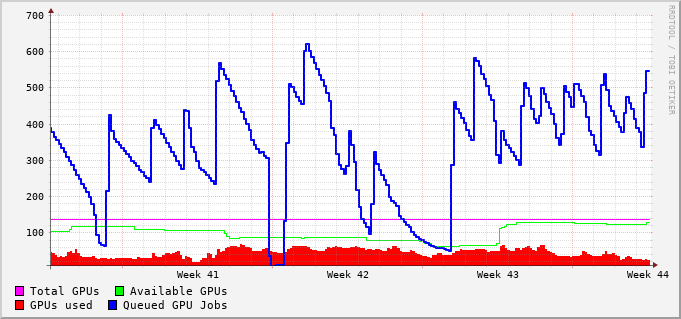 700
600
500
400
300
200
100
Week 41 Week 42 Week 43 Week 44
Total GPUs Available GPUs
GPUs used Queued GPU Jobs
RRDTOOL / TOBI OETIKER